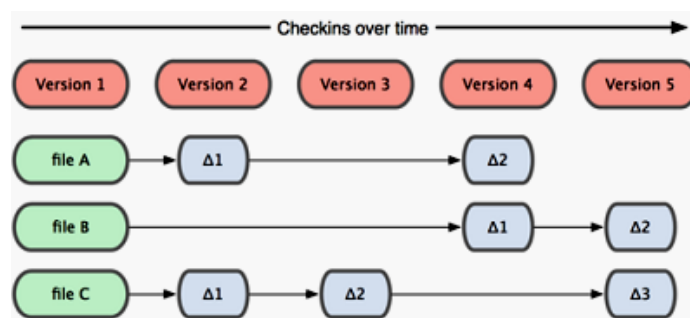 Checkins over time
Version 1 Version 2 Version 3 Version 4 Version 5
file A Δ1 Δ2
file B Δ1 Δ2
file C Δ1 Δ2 Δ3